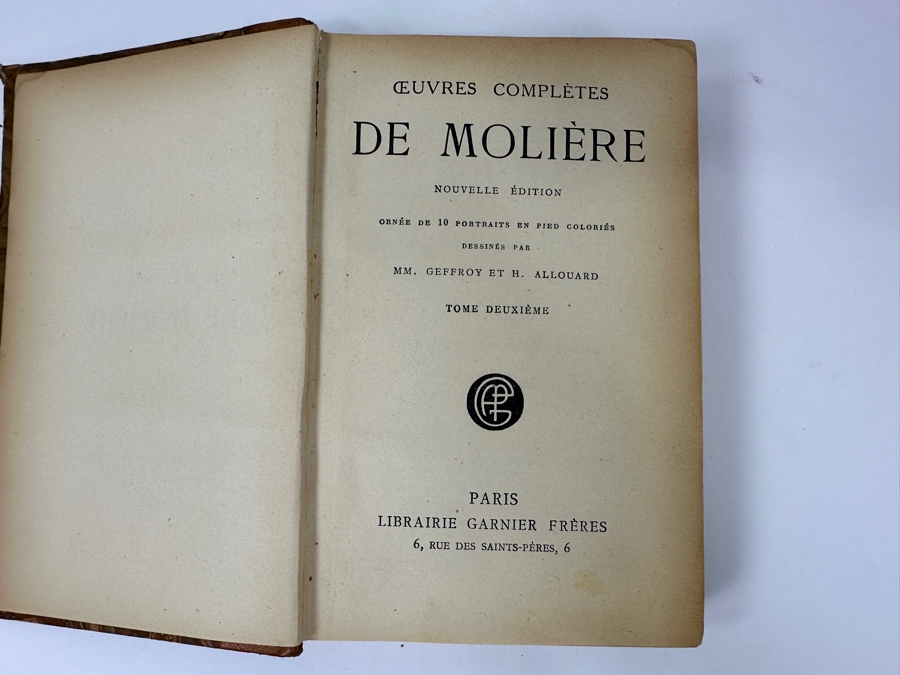 ŒUVRES COMPLÈTES
DE MOLIÈRE
NOUVELLE ÉDITION
ORNÉE DE 10 PORTRAITS EN PIED COLORIÉS
DESSINÉS PAR
MM. GEFFROY ET H. ALLOUARD
TOME DEUXIÈME
PARIS
LIBRAIRIE GARNIER FRÈRES
6, RUE DES SAINTS-PÈRES, 6